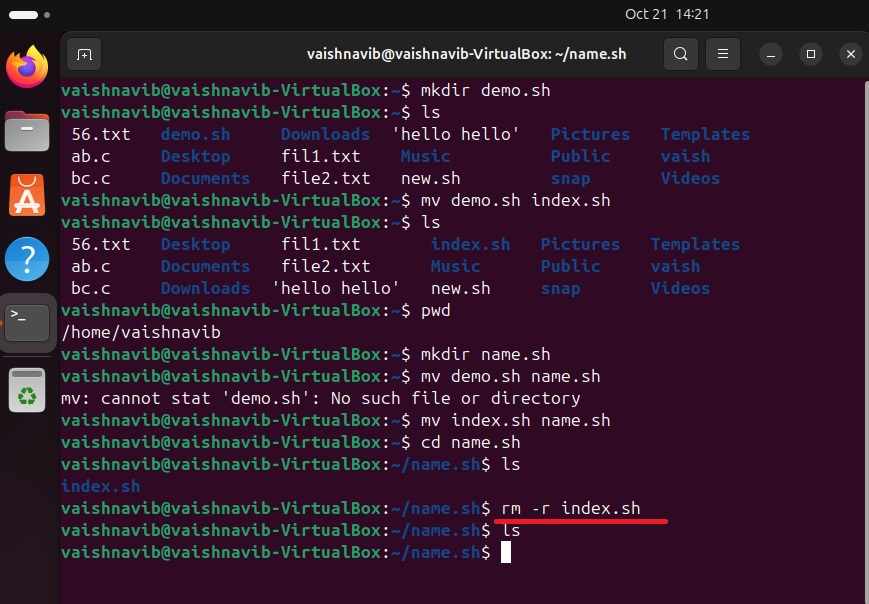 Oct 21 14:21
vaishnavib@vaishnavib-VirtualBox: ~/name.sh
vaishnavib@vaishnavib-VirtualBox:~$ mkdir demo.sh
vaishnavib@vaishnavib-VirtualBox:~$ ls
56.txt demo.sh Downloads 'hello hello' Pictures Templates
ab.c Desktop fil1.txt Music Public vaish
bc.c Documents file2.txt new.sh snap Videos
vaishnavib@vaishnavib-VirtualBox:~$ mv demo.sh index.sh
vaishnavib@vaishnavib-VirtualBox:~$ ls
56.txt Desktop fil1.txt index.sh Pictures Templates
ab.c Documents file2.txt Music Public vaish
bc.c Downloads 'hello hello' new.sh snap Videos
vaishnavib@vaishnavib-VirtualBox:~$ pwd
/home/vaishnavib
vaishnavib@vaishnavib-VirtualBox:~$ mkdir name.sh
vaishnavib@vaishnavib-VirtualBox:~$ mv demo.sh name.sh
mv: cannot stat 'demo.sh': No such file or directory
vaishnavib@vaishnavib-VirtualBox:~$ mv index.sh name.sh
vaishnavib@vaishnavib-VirtualBox:~$ cd name.sh
vaishnavib@vaishnavib-VirtualBox:~/name.sh$ ls
index.sh
vaishnavib@vaishnavib-VirtualBox:~/name.sh$ rm -r index.sh
vaishnavib@vaishnavib-VirtualBox:~/name.sh$ ls
vaishnavib@vaishnavib-VirtualBox:~/name.sh$